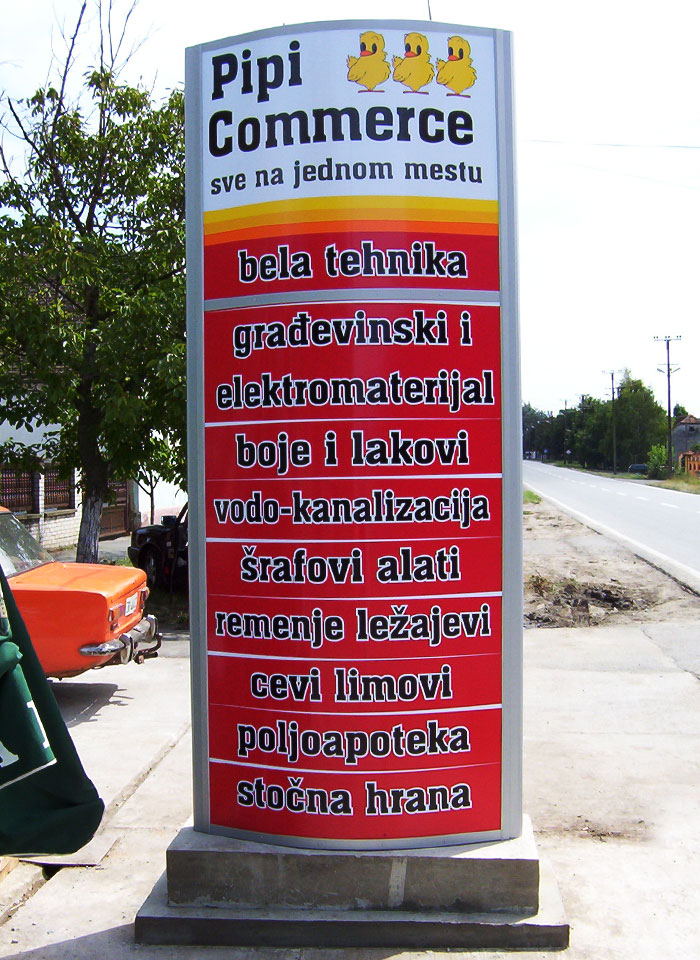 Pipi
Commerce
sve na jednom mestu
bela tehnika
građevinski i
elektromaterijal
boje i lakovi
vodo-kanalizacija
šrafovi alati
remenje ležajevi
cevi limovi
poljoapoteka
stočna hrana